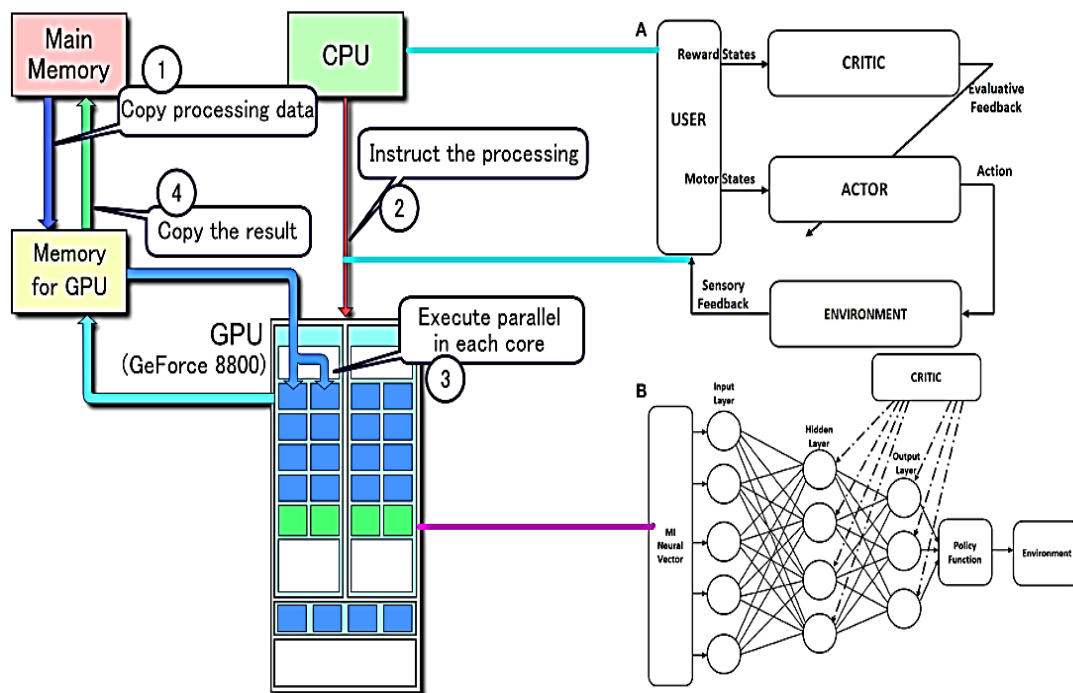 Main
Memory
1
Copy processing data
CPU
Instruct the processing
2
4
Copy the result
Memory
for GPU
GPU
(GeForce 8800)
Execute parallel
in each core
3
A
USER
Reward States
CRITIC
Evaluative
Feedback
Motor States
ACTOR
Action
Sensory
Feedback
ENVIRONMENT
B
CRITIC
Input
Layer
Hidden
Layer
Output
Layer
MI
Neural
Vector
Policy
Function
Environment